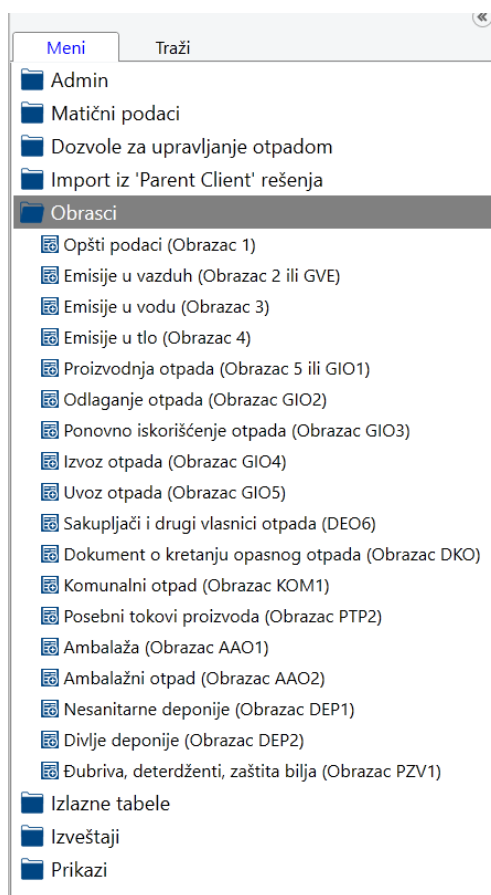 Meni Traži
Admin
Matični podaci
Dozvole za upravljanje otpadom
Import iz 'Parent Client' rešenja
Obrasci
Opšti podaci (Obrazac 1)
Emisije u vazduh (Obrazac 2 ili GVE)
Emisije u vodu (Obrazac 3)
Emisije u tlo (Obrazac 4)
Proizvodnja otpada (Obrazac 5 ili GIO1)
Odlaganje otpada (Obrazac GIO2)
Ponovno iskorišćenje otpada (Obrazac GIO3)
Izvoz otpada (Obrazac GIO4)
Uvoz otpada (Obrazac GIO5)
Sakupljači i drugi vlasnici otpada (DEO6)
Dokument o kretanju opasnog otpada (Obrazac DKO)
Komunalni otpad (Obrazac KOM1)
Posebni tokovi proizvoda (Obrazac PTP2)
Ambalaža (Obrazac AAO1)
Ambalažni otpad (Obrazac AAO2)
Nesanitarne deponije (Obrazac DEP1)
Divlje deponije (Obrazac DEP2)
Đubriva, deterdženti, zaštita bilja (Obrazac PZV1)
Izlazne tabele
Izveštaji
Prikazi